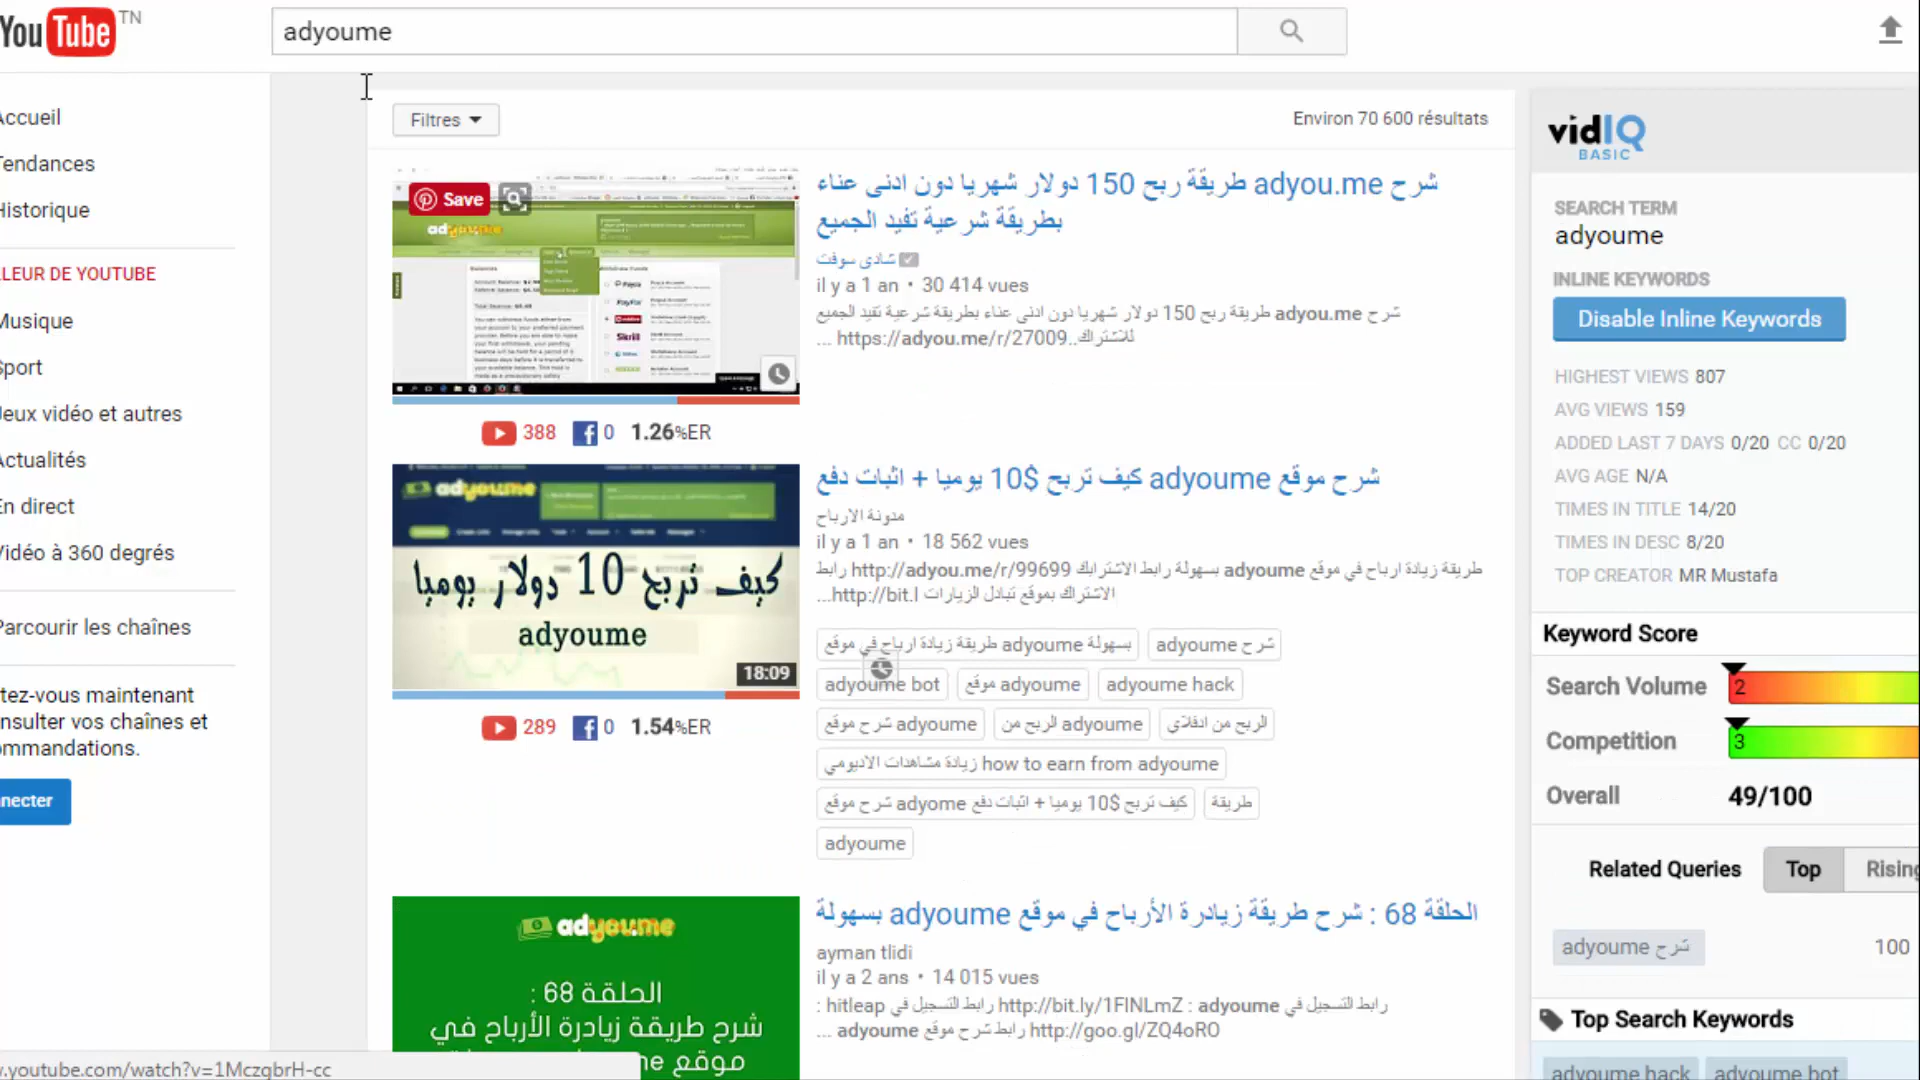 YouTube TN
adyoume
Accueil
Tendances
Historique
LLEUR DE YOUTUBE
Musique
Sport
Jeux vidéo et autres
Actualités
En direct
Vidéo à 360 degrés
Parcourir les chaînes
tez-vous maintenant
nsulter vos chaînes et
ommandations.
necter
Filtres
Environ 70 600 résultats
Save
adyoume
شرح adyou.me طريقة ربح 150 دولار شهريا دون ادنى عناء
بطريقة شرعية تفيد الجميع
شادى سوفت
il y a 1 an • 30 414 vues
شرح adyou.me طريقة ربح 150 دولار شهريا دون ادنى عناء بطريقة شرعية تفيد الجميع
للاشتراك..https://adyou.me/r/27009 ...
388 0 1.26%ER
adyoume
كيف تربح 10 دولار يوميا
adyoume
18:09
شرح موقع adyoume كيف تربح 10$ يوميا + اثبات دفع
مدونة الارباح
il y a 1 an • 18 562 vues
طريقة زيادة ارباح في موقع adyoume بسهولة رابط الاشترابك http://adyou.me/r/99699 رابط
الاشتراك بموقع تبادل الزيارات http://bit.l...
بسهولة adyoume طريقة زيادة ارباح في موقع
شرح adyoume
adyoume bot
موقع adyoume
adyoume hack
شرح موقع adyoume
الربح من adyoume
الربح من ادفلاي
زيادة مشاهدات الاديومي how to earn from adyoume
شرح موقع adyome كيف تربح 10$ يوميا + اثبات دفع
طريقة
adyoume
289 0 1.54%ER
adyoume
الحلقة 68 :
شرح طريقة زيادرة الأرباح في
موقع
الحلقة 68 : شرح طريقة زيادرة الأرباح في موقع adyoume بسهولة
ayman tlidi
il y a 2 ans • 14 015 vues
رابط التسجيل في adyoume : http://bit.ly/1FINLmZ رابط التسجيل في hitleap :
http://goo.gl/ZQ4oRO رابط شرح موقع adyoume ...
.youtube.com/watch?v=1MczgbrH-cc
vidIQ
BASIC
SEARCH TERM
adyoume
INLINE KEYWORDS
Disable Inline Keywords
HIGHEST VIEWS 807
AVG VIEWS 159
ADDED LAST 7 DAYS 0/20 CC 0/20
AVG AGE N/A
TIMES IN TITLE 14/20
TIMES IN DESC 8/20
TOP CREATOR MR Mustafa
Keyword Score
Search Volume 2
Competition 3
Overall 49/100
Related Queries Top Rising
شرح adyoume 100
Top Search Keywords
adyoume hack adyoume bot